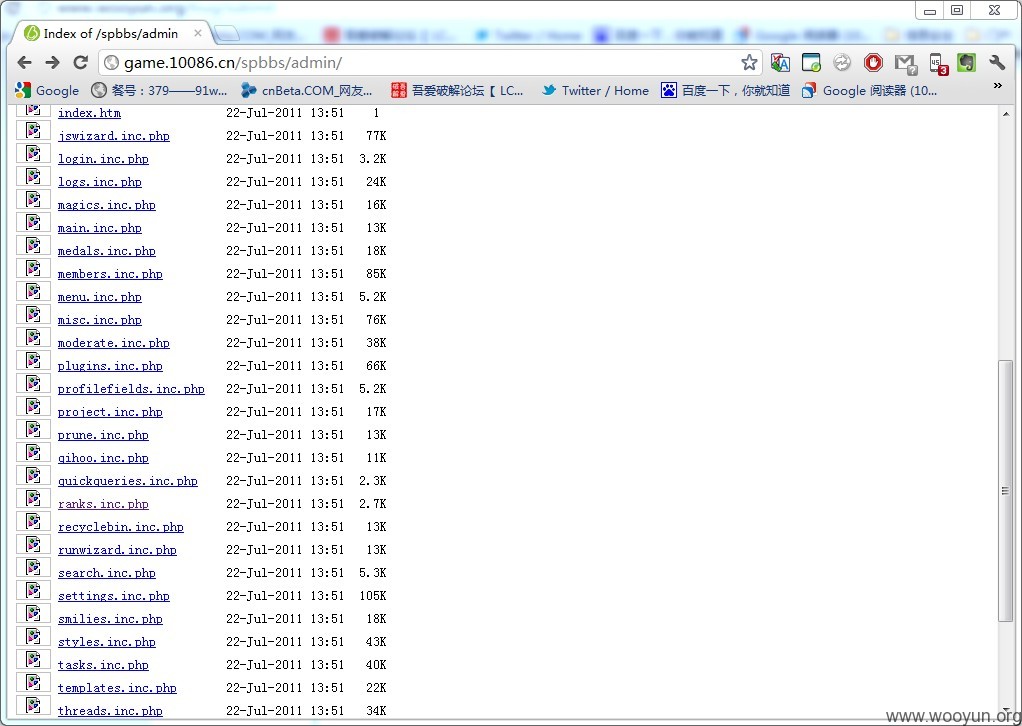 Index of /spbbs/admin
game.10086.cn/spbbs/admin/
Google 餐号：379——91w... cnBeta.COM_网友... 吾爱破解论坛【 LC... Twitter / Home 百度一下，你就知道 Google 阅读器 (10... »
index.htm 22-Jul-2011 13:51 1
jswizard.inc.php 22-Jul-2011 13:51 77K
login.inc.php 22-Jul-2011 13:51 3.2K
logs.inc.php 22-Jul-2011 13:51 24K
magics.inc.php 22-Jul-2011 13:51 16K
main.inc.php 22-Jul-2011 13:51 13K
medals.inc.php 22-Jul-2011 13:51 18K
members.inc.php 22-Jul-2011 13:51 85K
menu.inc.php 22-Jul-2011 13:51 5.2K
misc.inc.php 22-Jul-2011 13:51 76K
moderate.inc.php 22-Jul-2011 13:51 38K
plugins.inc.php 22-Jul-2011 13:51 66K
profilefields.inc.php 22-Jul-2011 13:51 5.2K
project.inc.php 22-Jul-2011 13:51 17K
prune.inc.php 22-Jul-2011 13:51 13K
qihoo.inc.php 22-Jul-2011 13:51 11K
quickqueries.inc.php 22-Jul-2011 13:51 2.3K
ranks.inc.php 22-Jul-2011 13:51 2.7K
recyclebin.inc.php 22-Jul-2011 13:51 13K
runwizard.inc.php 22-Jul-2011 13:51 13K
search.inc.php 22-Jul-2011 13:51 5.3K
settings.inc.php 22-Jul-2011 13:51 105K
smilies.inc.php 22-Jul-2011 13:51 18K
styles.inc.php 22-Jul-2011 13:51 43K
tasks.inc.php 22-Jul-2011 13:51 40K
templates.inc.php 22-Jul-2011 13:51 22K
threads.inc.php 22-Jul-2011 13:51 34K
www.wooyun.org